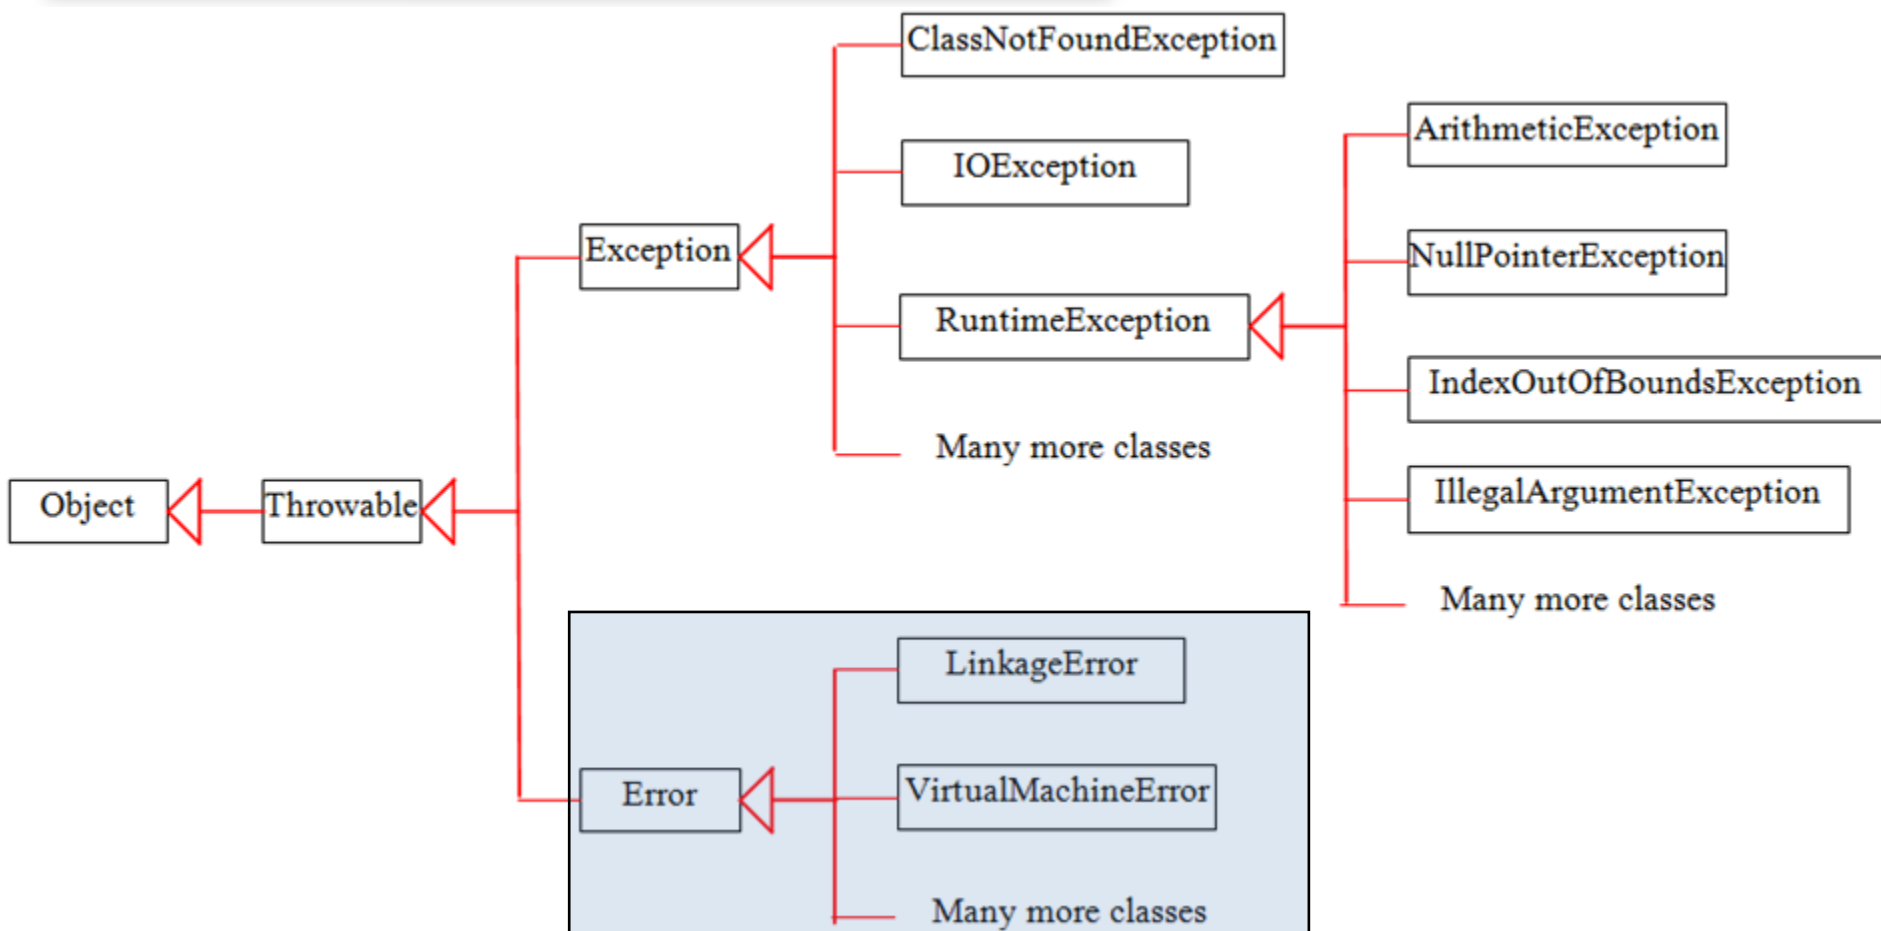 ClassNotFoundException
ArithmeticException
IOException
Exception
NullPointerException
RuntimeException
IndexOutOfBoundsException
Many more classes
Object
Throwable
IllegalArgumentException
Many more classes
LinkageError
Error
VirtualMachineError
Many more classes